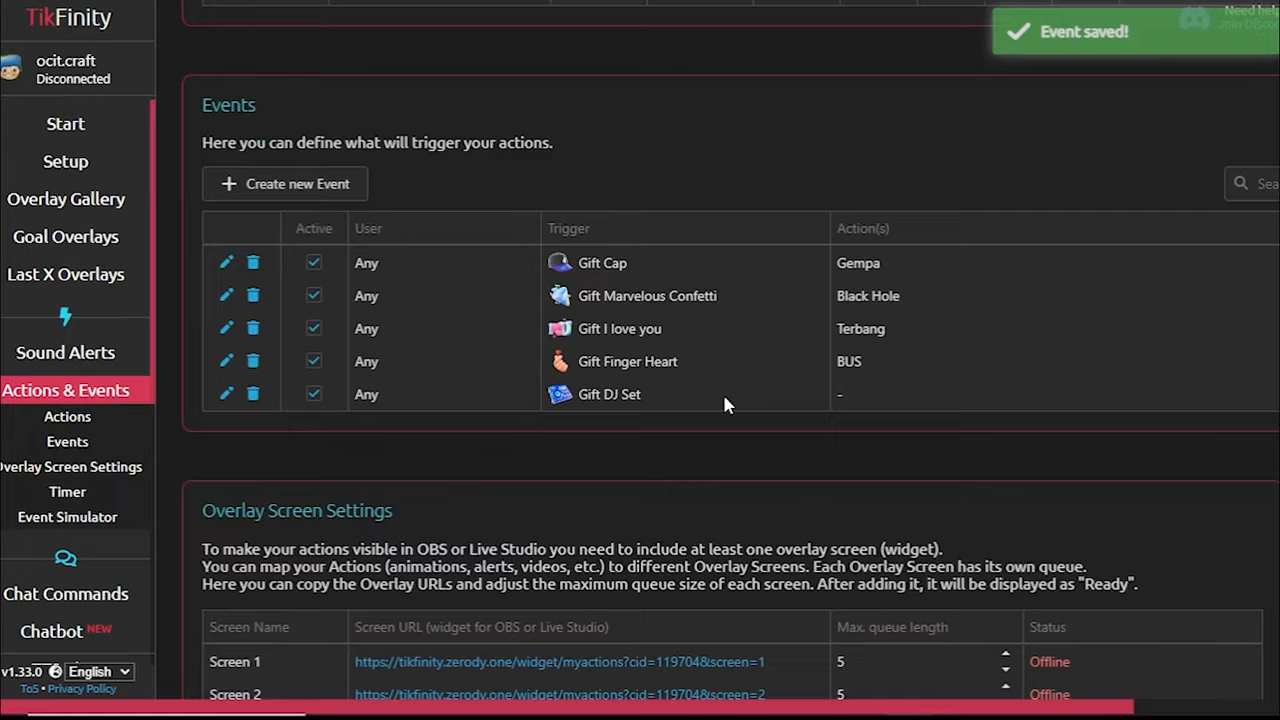 TikFinity
ocit.craft
Disconnected
Start
Setup
Overlay Gallery
Goal Overlays
Last X Overlays
Sound Alerts
Actions & Events
Actions
Events
verlay Screen Settings
Timer
Event Simulator
Chat Commands
Chatbot NEW
v1.33.0 English
ToS • Privacy Policy
Need help
Join Disco
Event saved!
Events
Here you can define what will trigger your actions.
+ Create new Event
Sea
Active User Trigger Action(s)
Any Gift Cap Gempa
Any Gift Marvelous Confetti Black Hole
Any Gift I love you Terbang
Any Gift Finger Heart BUS
Any Gift DJ Set -
Overlay Screen Settings
To make your actions visible in OBS or Live Studio you need to include at least one overlay screen (widget).
You can map your Actions (animations, alerts, videos, etc.) to different Overlay Screens. Each Overlay Screen has its own queue.
Here you can copy the Overlay URLs and adjust the maximum queue size of each screen. After adding it, it will be displayed as "Ready".
Screen Name Screen URL (widget for OBS or Live Studio) Max. queue length Status
Screen 1 https://tikfinity.zerody.one/widget/myactions?cid=119704&screen=1 5 Offline
Screen 2 https://tikfinity.zerody.one/widget/myactions?cid=119704&screen=2 5 Offline